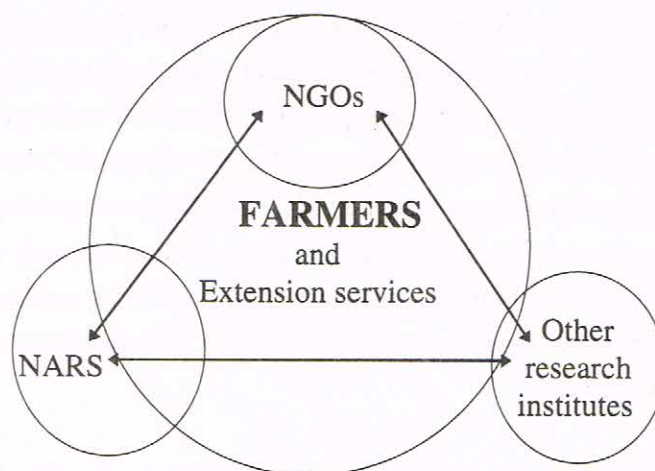 NGOs
FARMERS
and
Extension services
NARS
Other
research
institutes